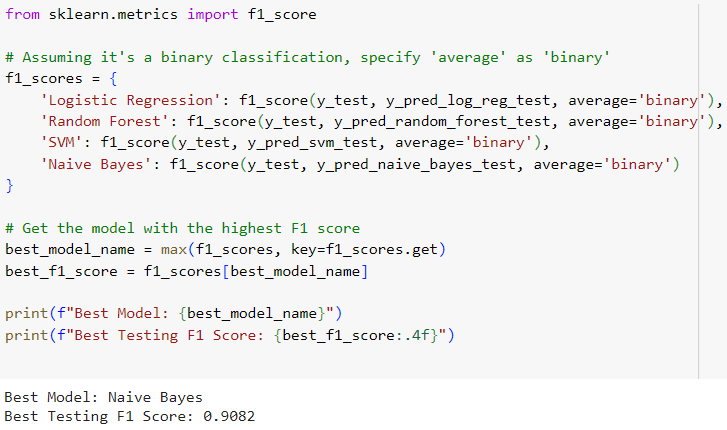 from sklearn.metrics import f1_score
# Assuming it's a binary classification, specify 'average' as 'binary'
f1_scores = {
    'Logistic Regression': f1_score(y_test, y_pred_log_reg_test, average='binary'),
    'Random Forest': f1_score(y_test, y_pred_random_forest_test, average='binary'),
    'SVM': f1_score(y_test, y_pred_svm_test, average='binary'),
    'Naive Bayes': f1_score(y_test, y_pred_naive_bayes_test, average='binary')
}
# Get the model with the highest F1 score
best_model_name = max(f1_scores, key=f1_scores.get)
best_f1_score = f1_scores[best_model_name]
print(f"Best Model: {best_model_name}")
print(f"Best Testing F1 Score: {best_f1_score:.4f}")
Best Model: Naive Bayes
Best Testing F1 Score: 0.9082